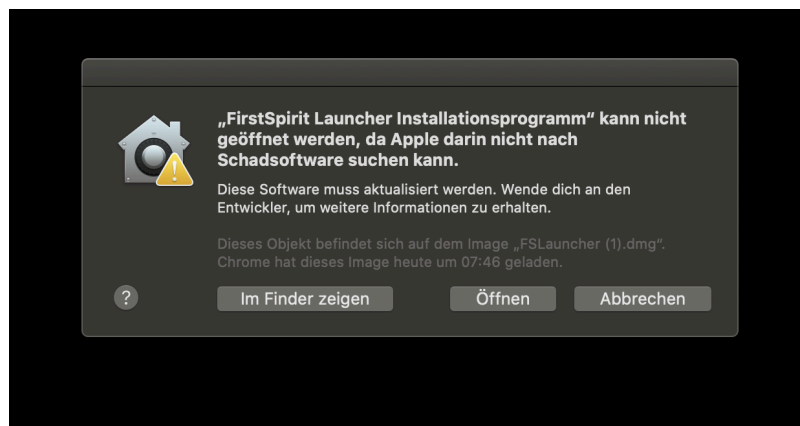 „FirstSpirit Launcher Installationsprogramm“ kann nicht
geöffnet werden, da Apple darin nicht nach
Schadsoftware suchen kann.
Diese Software muss aktualisiert werden. Wende dich an den
Entwickler, um weitere Informationen zu erhalten.
Dieses Objekt befindet sich auf dem Image „FSLauncher (1).dmg“.
Chrome hat dieses Image heute um 07:46 geladen.
? Im Finder zeigen Öffnen Abbrechen